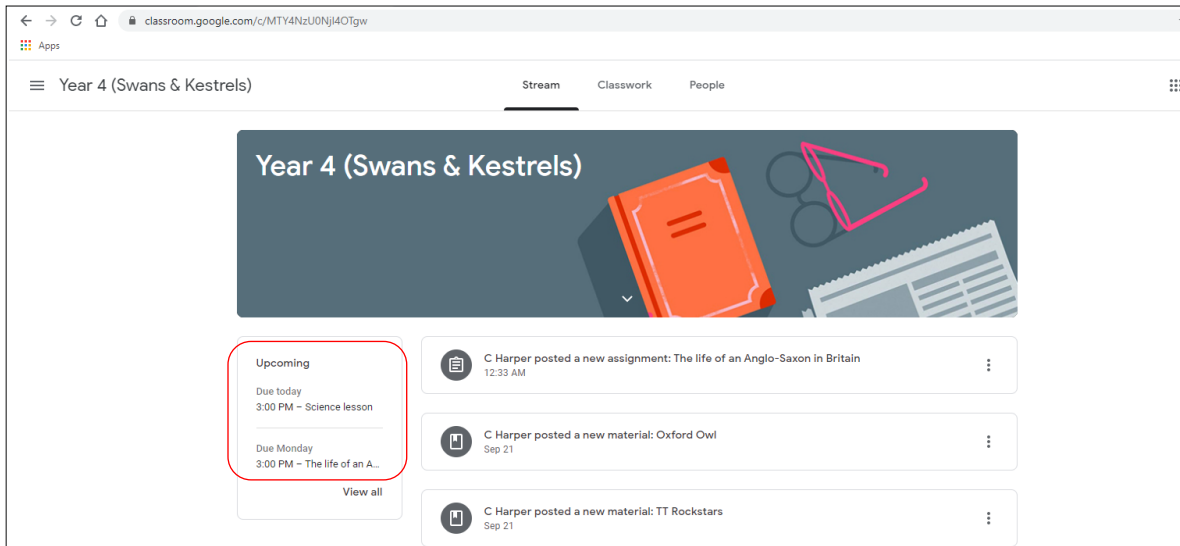 classroom.google.com/c/MTY4NzU0NjI4OTgw
Apps
Year 4 (Swans & Kestrels)
Stream
Classwork
People
Year 4 (Swans & Kestrels)
Upcoming
Due today
3:00 PM – Science lesson
Due Monday
3:00 PM – The life of an A...
View all
C Harper posted a new assignment: The life of an Anglo-Saxon in Britain
12:33 AM
C Harper posted a new material: Oxford Owl
Sep 21
C Harper posted a new material: TT Rockstars
Sep 21